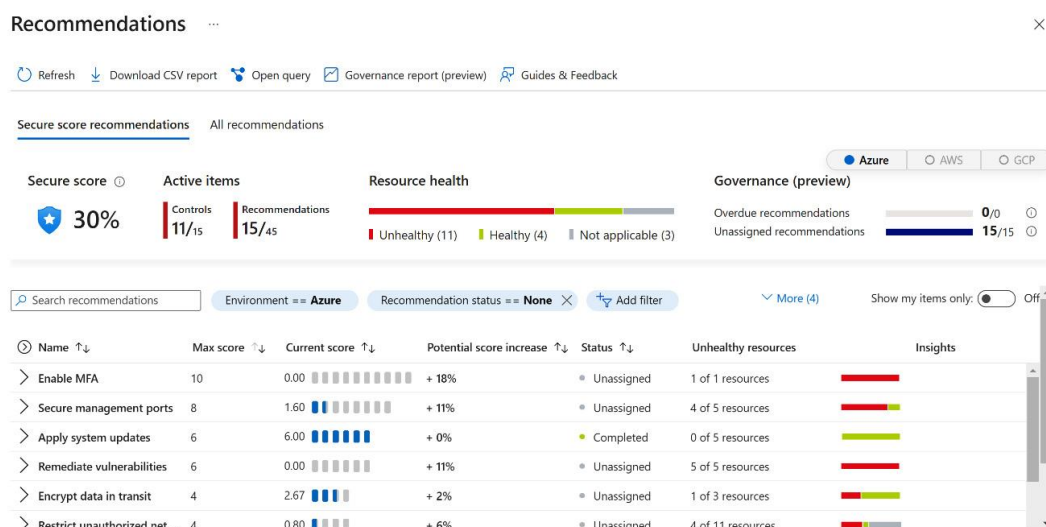 Recommendations ...
Refresh Download CSV report Open query Governance report (preview) Guides & Feedback
Secure score recommendations All recommendations
Azure AWS GCP
Secure score Active items Resource health Governance (preview)
30% Controls 11/15 Recommendations 15/45
Unhealthy (11) Healthy (4) Not applicable (3)
Overdue recommendations 0/0
Unassigned recommendations 15/15
Search recommendations Environment == Azure Recommendation status == None Add filter More (4) Show my items only: Off
Name Max score Current score Potential score increase Status Unhealthy resources Insights
Enable MFA 10 0.00 + 18% Unassigned 1 of 1 resources
Secure management ports 8 1.60 + 11% Unassigned 4 of 5 resources
Apply system updates 6 6.00 + 0% Completed 0 of 5 resources
Remediate vulnerabilities 6 0.00 + 11% Unassigned 5 of 5 resources
Encrypt data in transit 4 2.67 + 2% Unassigned 1 of 3 resources
Restrict unauthorized net... 4 0.80 + 6% Unassigned 4 of 11 resources